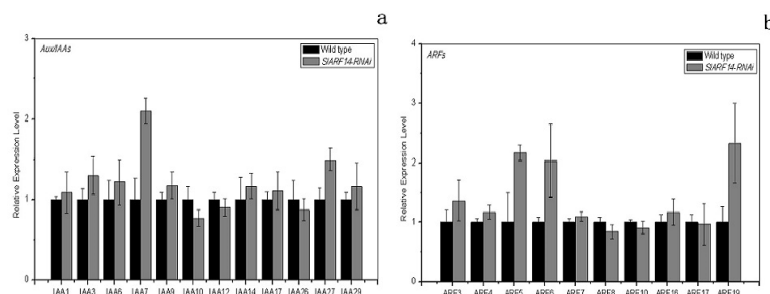 a
Aux/IAAs
Wild type
SlARF14-RNAi
Relative Expression Level
4
3
2
1
0
IAA1 IAA3 IAA6 IAA7 IAA9 IAA10 IAA12 IAA14 IAA17 IAA26 IAA27 IAA29
b
ARFs
Wild type
SlARF14-RNAi
Relative Expression Level
4
3
2
1
0
ARF3 ARF4 ARF5 ARF6 ARF7 ARF8 ARF10 ARF16 ARF17 ARF19